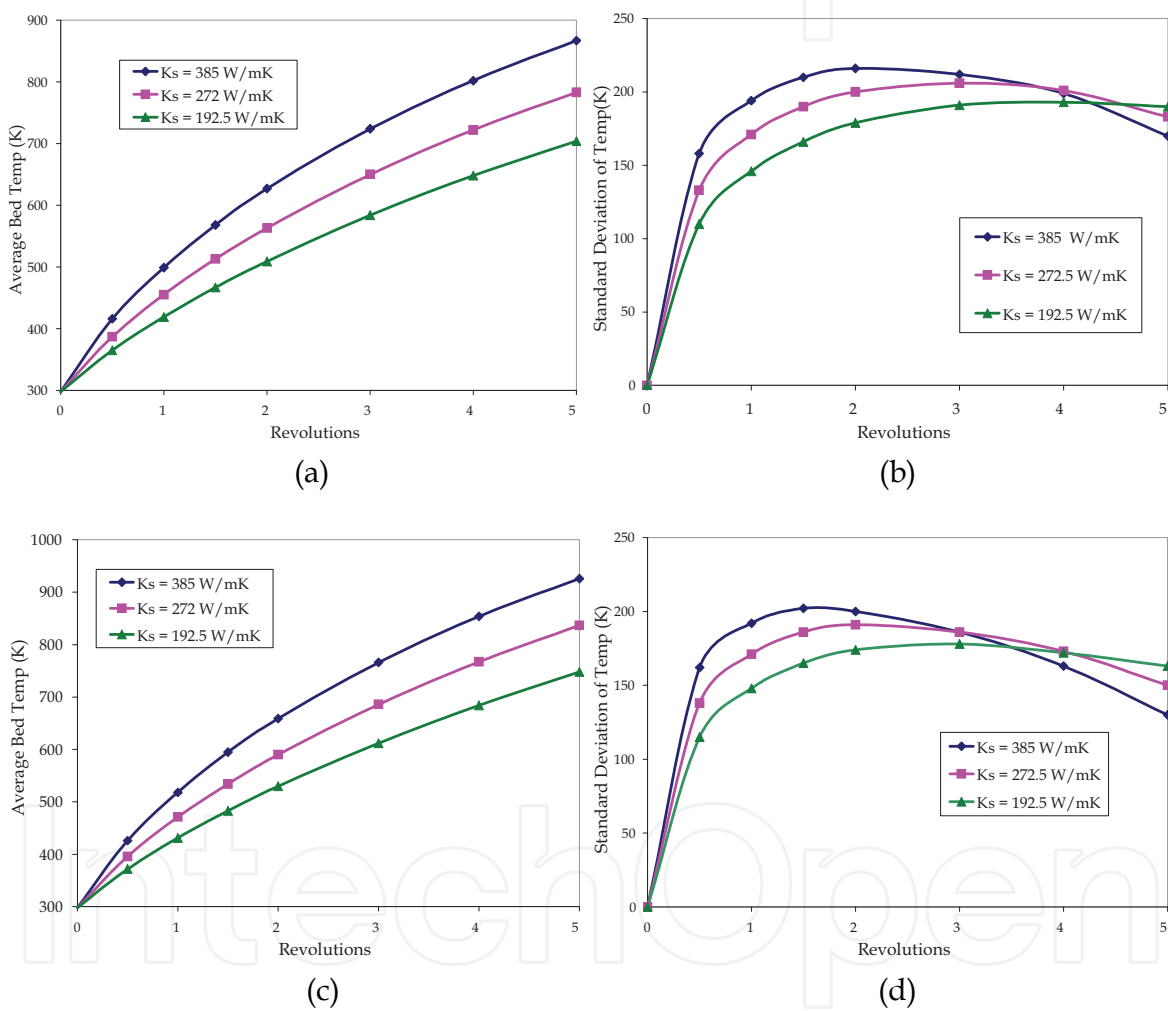 900
800
700
600
500
400
300
0
1
2
3
4
5
Average Bed Temp (K)
Revolutions
Ks = 385 W/mK
Ks = 272 W/mK
Ks = 192.5 W/mK
(a)
250
200
150
100
50
0
0
1
2
3
4
5
Standard Deviation of Temp(K)
Revolutions
Ks = 385 W/mK
Ks = 272.5 W/mK
Ks = 192.5 W/mK
(b)
1000
900
800
700
600
500
400
300
0
1
2
3
4
5
Average Bed Temp (K)
Revolutions
Ks = 385 W/mK
Ks = 272 W/mK
Ks = 192.5 W/mK
(c)
250
200
150
100
50
0
0
1
2
3
4
5
Standard Deviation of Temp (K)
Revolutions
Ks = 385 W/mK
Ks = 272.5 W/mK
Ks = 192.5 W/mK
(d)
IntechOpen